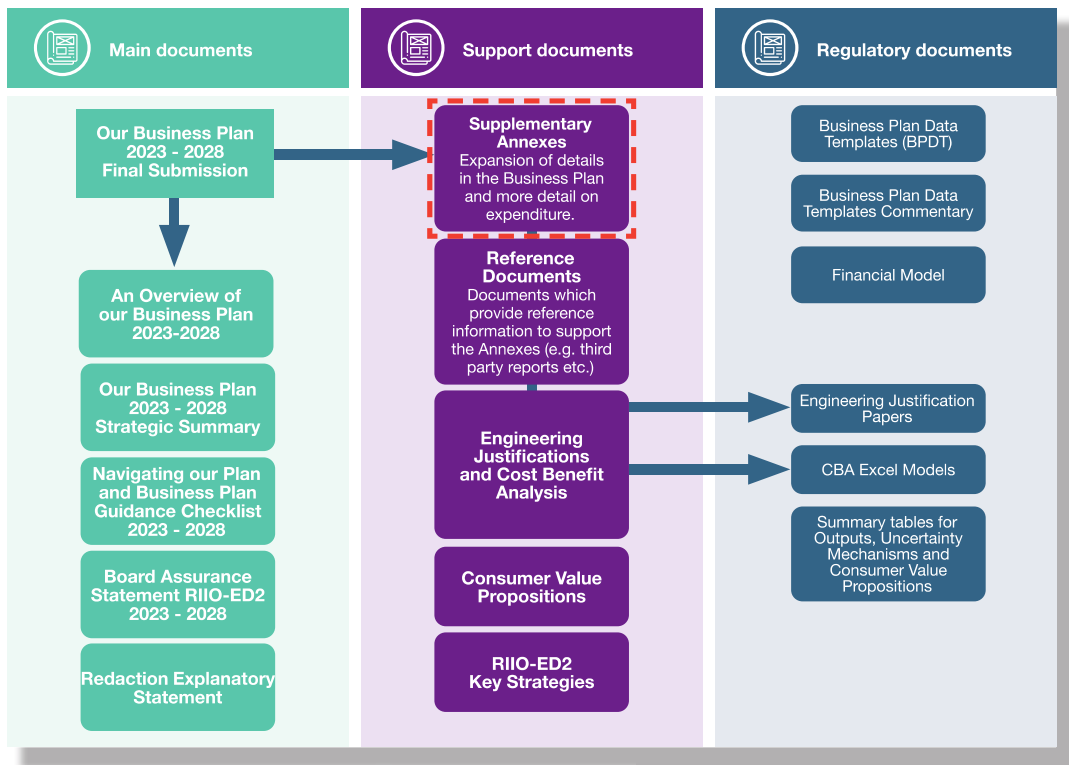 Main documents
Our Business Plan
2023 - 2028
Final Submission
An Overview of
our Business Plan
2023-2028
Our Business Plan
2023 - 2028
Strategic Summary
Navigating our Plan
and Business Plan
Guidance Checklist
2023 - 2028
Board Assurance
Statement RIIO-ED2
2023 - 2028
Redaction Explanatory
Statement
Support documents
Supplementary
Annexes
Expansion of details
in the Business Plan
and more detail on
expenditure.
Reference
Documents
Documents which
provide reference
information to support
the Annexes (e.g. third
party reports etc.)
Engineering
Justifications
and Cost Benefit
Analysis
Consumer Value
Propositions
RIIO-ED2
Key Strategies
Regulatory documents
Business Plan Data
Templates (BPDT)
Business Plan Data
Templates Commentary
Financial Model
Engineering Justification
Papers
CBA Excel Models
Summary tables for
Outputs, Uncertainty
Mechanisms and
Consumer Value
Propositions